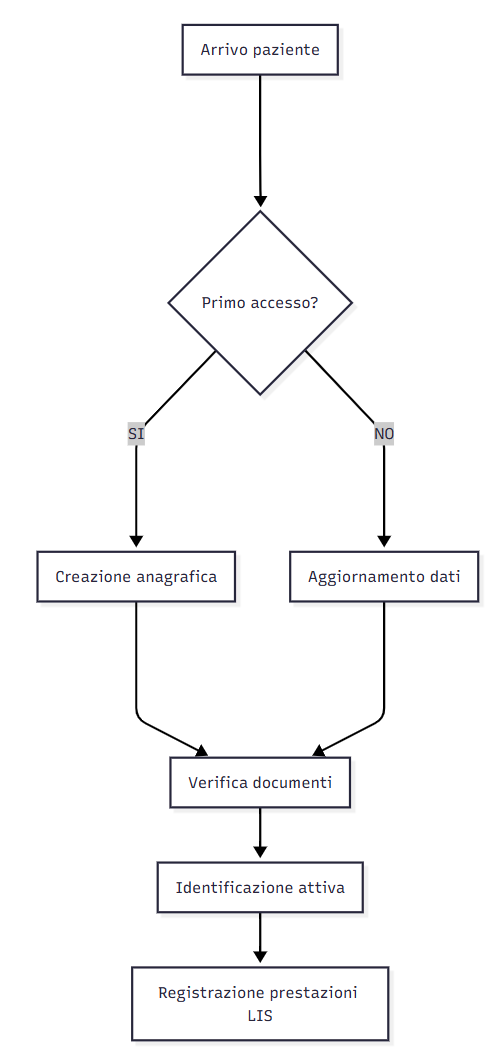 Arrivo paziente
Primo accesso?
SI
NO
Creazione anagrafica
Aggiornamento dati
Verifica documenti
Identificazione attiva
Registrazione prestazioni
LIS